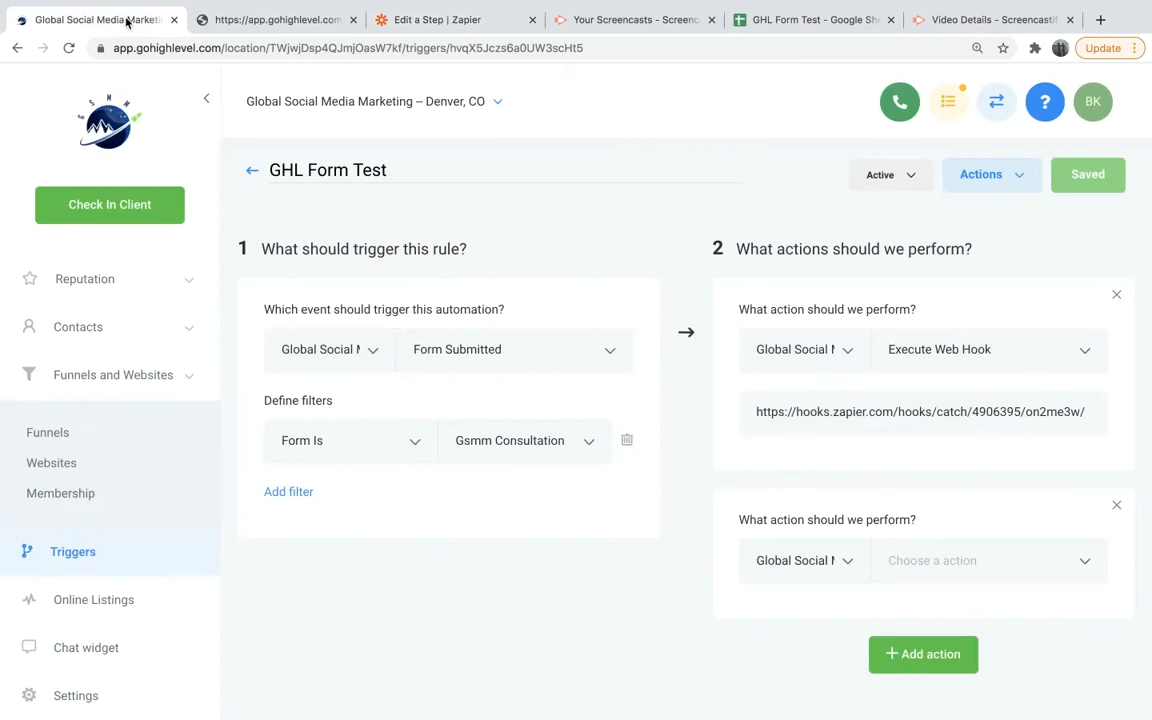 Global Social Media Marketi
https://app.gohighlevel.com
Edit a Step | Zapier
Your Screencasts - Screenc
GHL Form Test - Google Sh
Video Details - Screencastif
app.gohighlevel.com/location/TWjwjDsp4QJmjOasW7kf/triggers/hvqX5Jczs6a0UW3scHt5
Update
GSMM
Global Social Media Marketing -- Denver, CO
?
BK
GHL Form Test
Active
Actions
Saved
Check In Client
1 What should trigger this rule?
2 What actions should we perform?
Reputation
Contacts
Funnels and Websites
Funnels
Websites
Membership
Triggers
Online Listings
Chat widget
Settings
Which event should trigger this automation?
Global Social M
Form Submitted
Define filters
Form Is
Gsmm Consultation
Add filter
What action should we perform?
Global Social M
Execute Web Hook
https://hooks.zapier.com/hooks/catch/4906395/on2me3w/
What action should we perform?
Global Social M
Choose a action
+ Add action